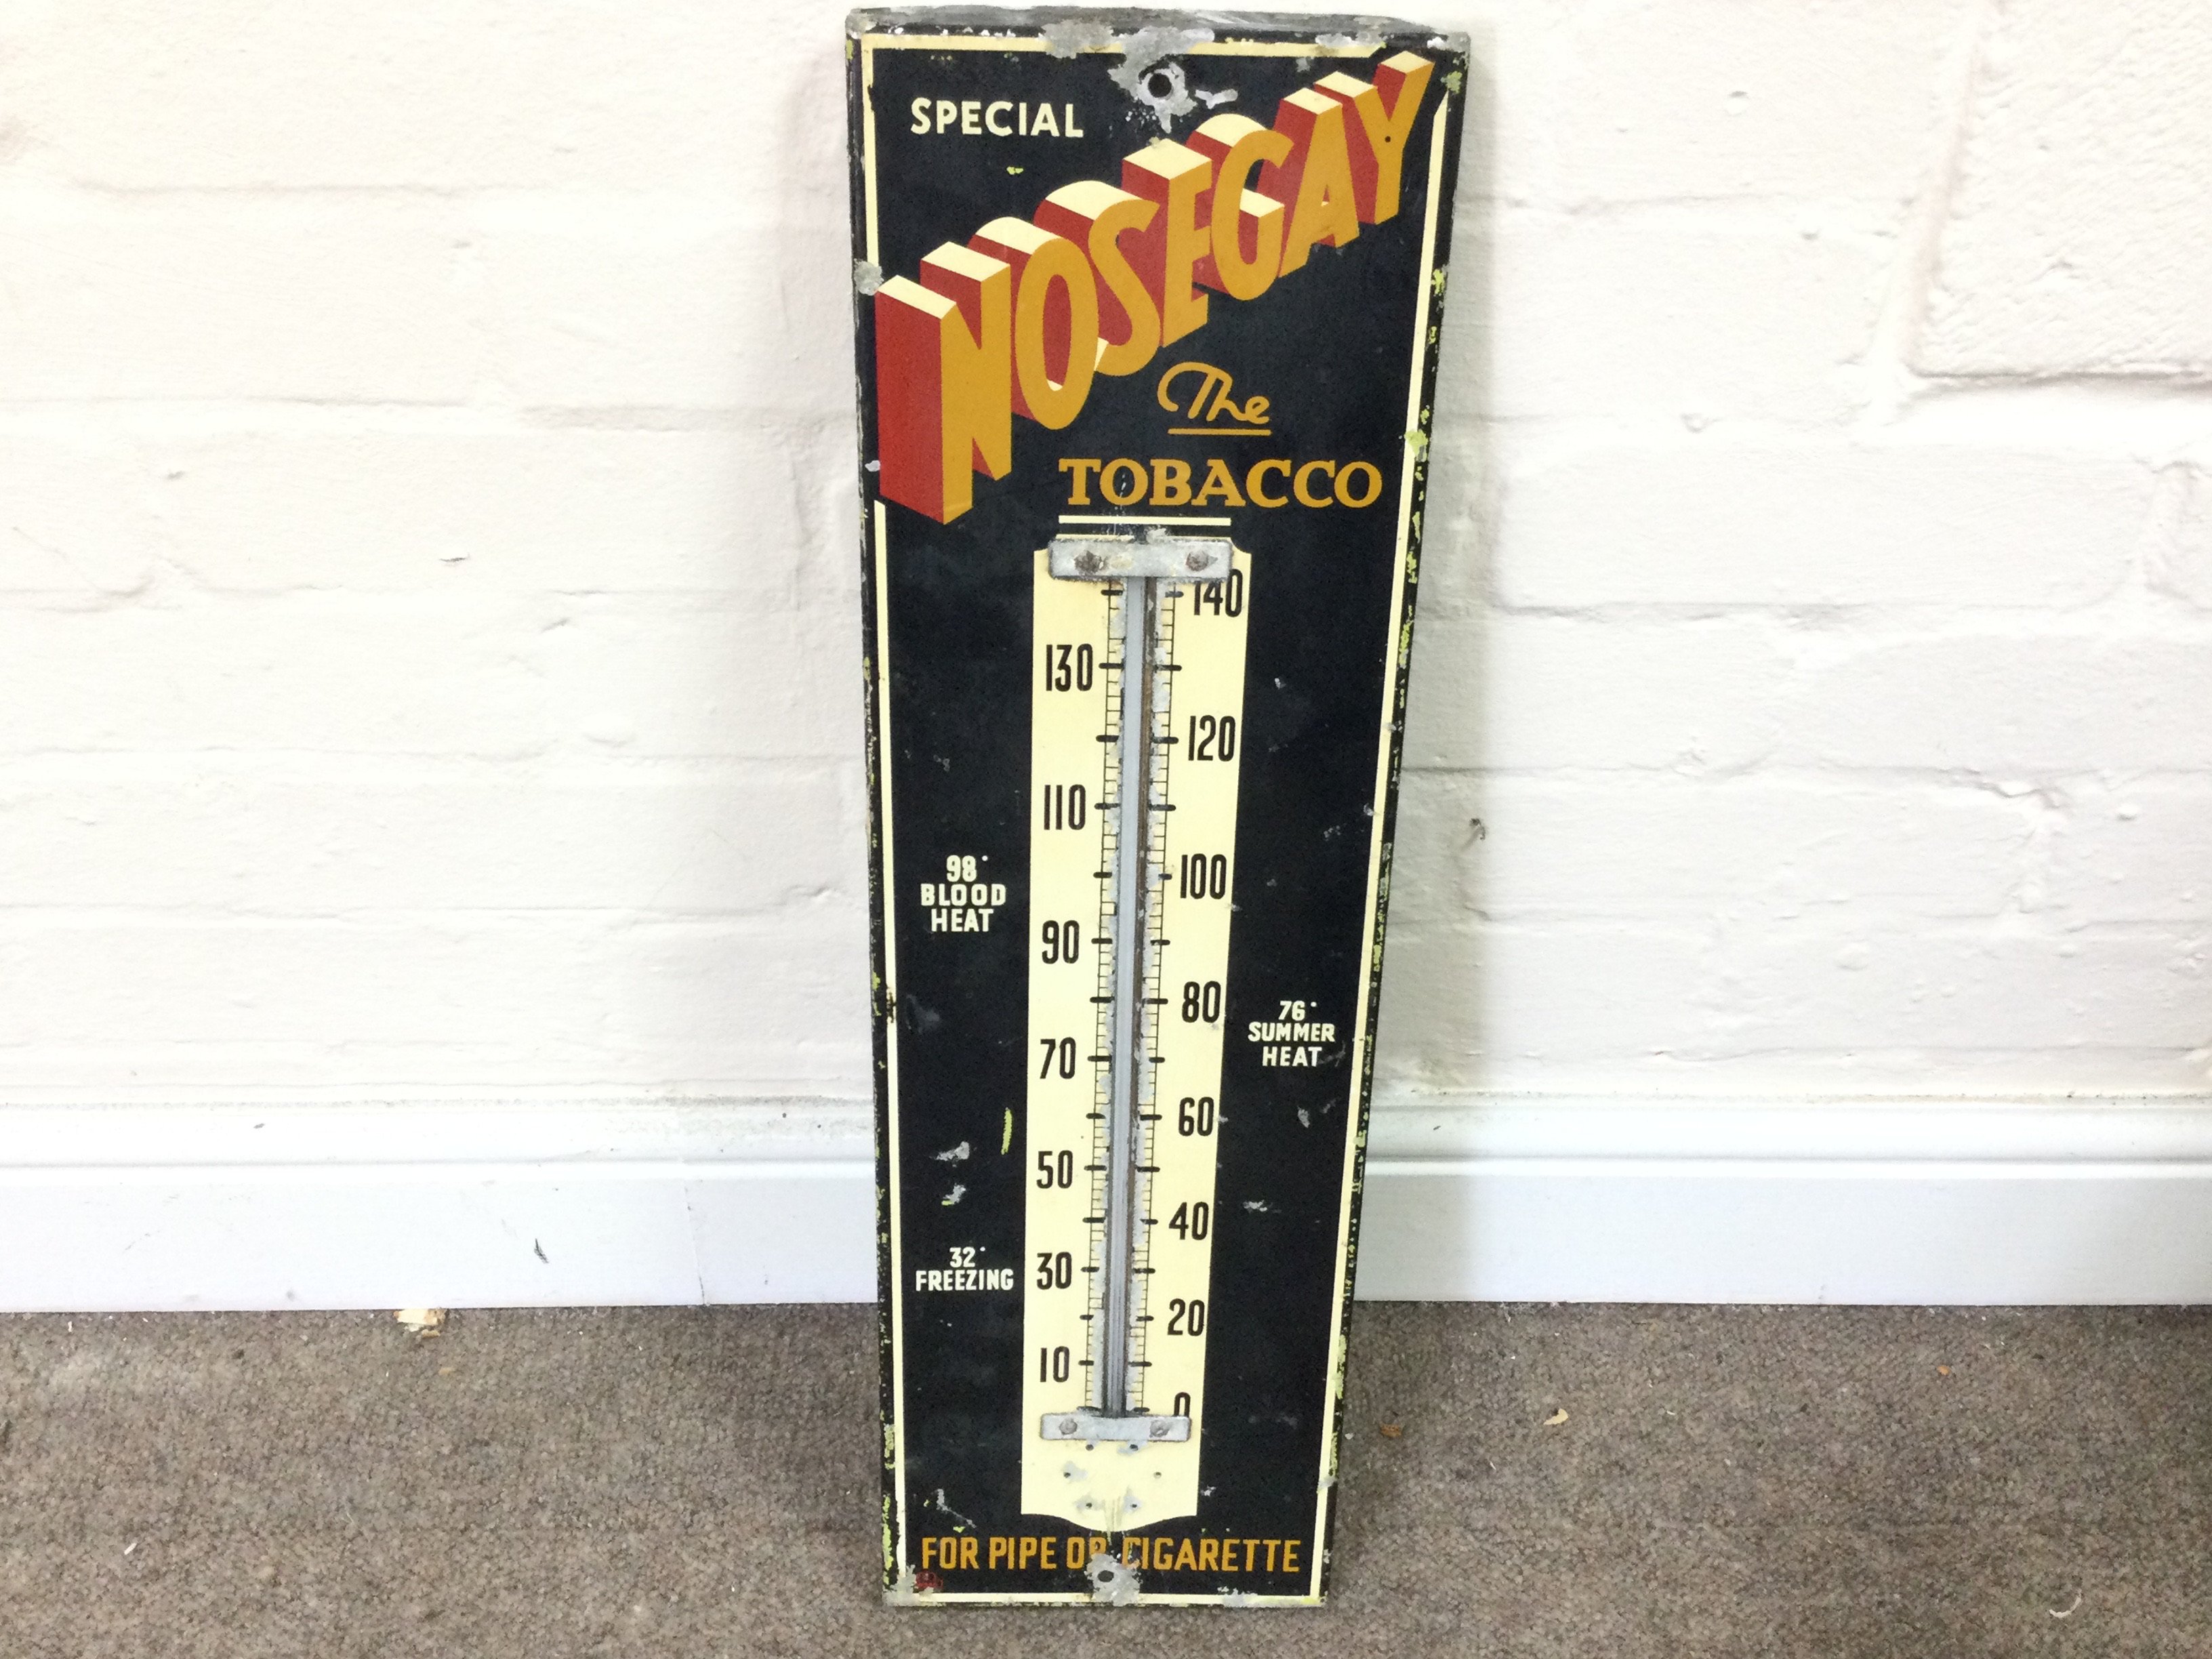 SPECIAL
NOSEGAY
The
TOBACCO
140
130
120
110
100
98°
BLOOD
HEAT
90
80
76°
SUMMER
HEAT
70
60
50
40
32°
FREEZING
30
20
10
0
FOR PIPE OR CIGARETTE